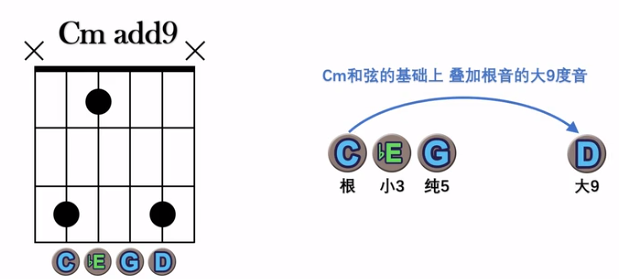 Cm add9
× ×
C ♭E G D
Cm和弦的基础上 叠加根音的大9度音
C ♭E G D
根 小3 纯5 大9